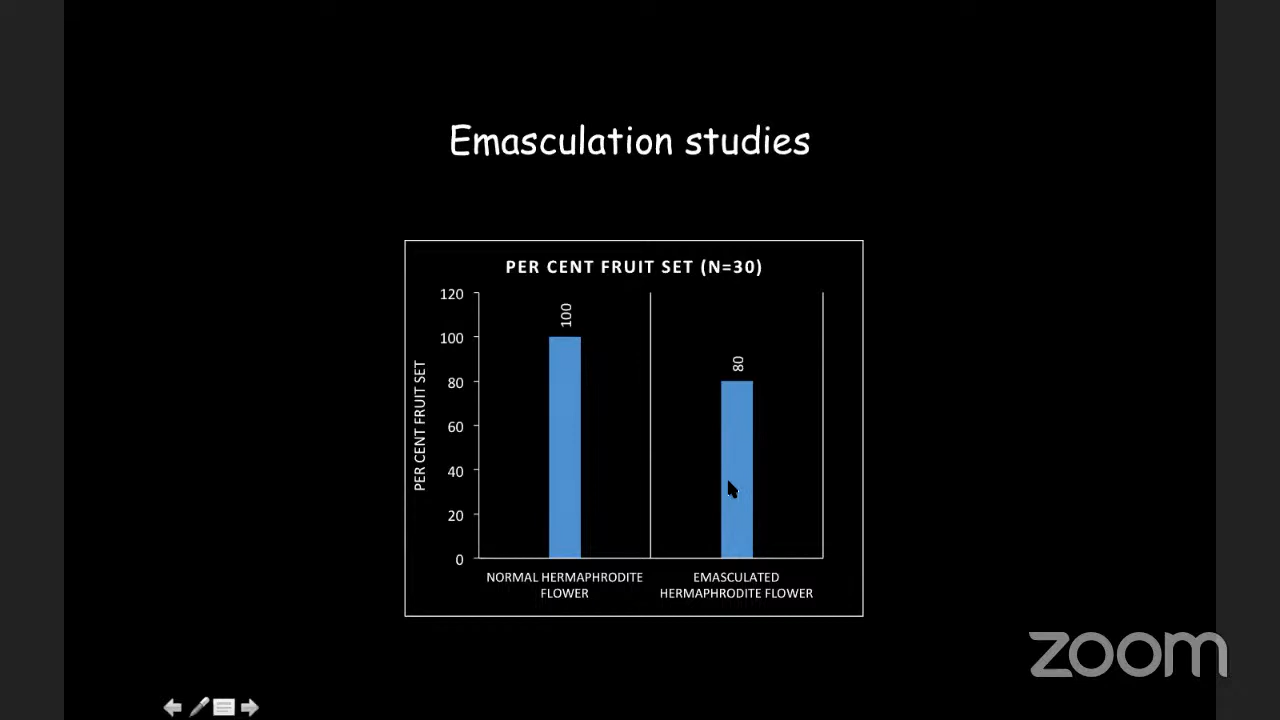 Emasculation studies
PER CENT FRUIT SET (N=30)
PER CENT FRUIT SET
120
100
80
60
40
20
0
100
80
NORMAL HERMAPHRODITE
FLOWER
EMASCULATED
HERMAPHRODITE FLOWER
zoom